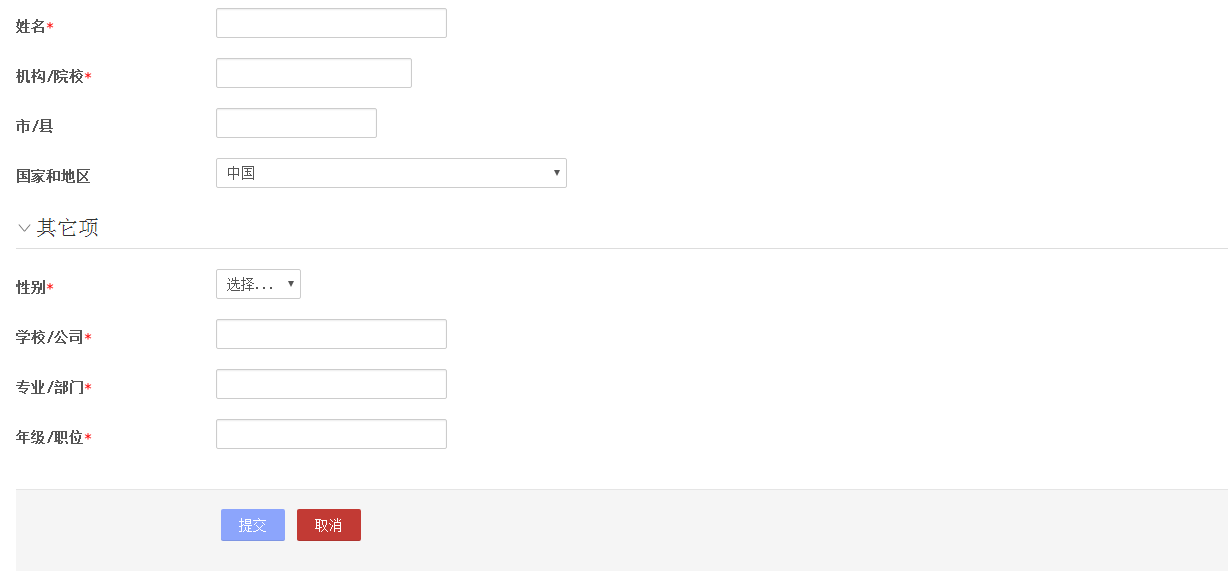 姓名*
机构/院校*
市/县
国家和地区 中国
其它项
性别* 选择...
学校/公司*
专业/部门*
年级/职位*
提交 取消